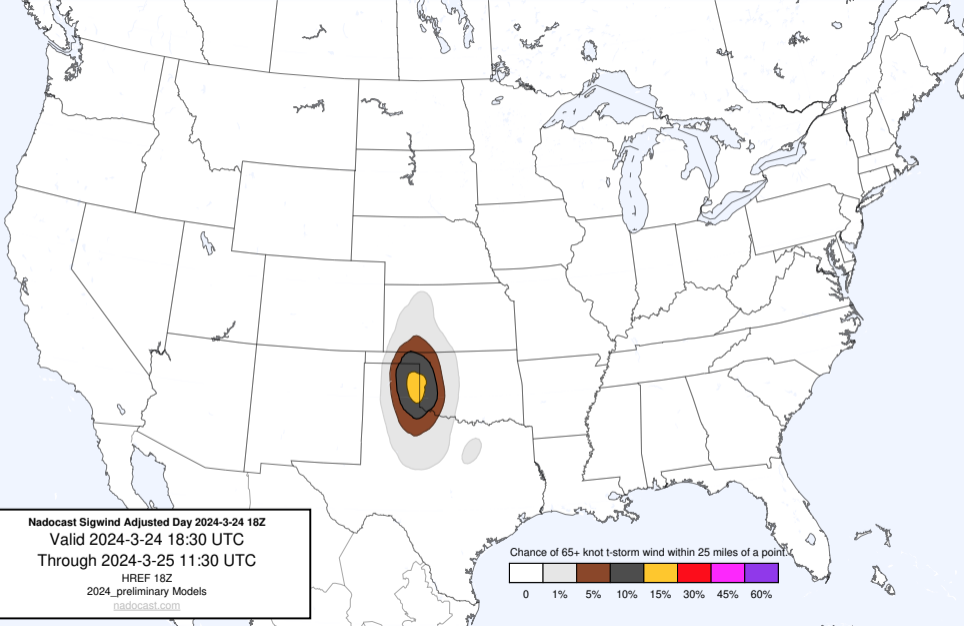 Nadocast Sigwind Adjusted Day 2024-3-24 18Z
Valid 2024-3-24 18:30 UTC
Through 2024-3-25 11:30 UTC
HREF 18Z
2024_preliminary Models
nadocast.com
Chance of 65+ knot t-storm wind within 25 miles of a point.
0 1% 5% 10% 15% 30% 45% 60%